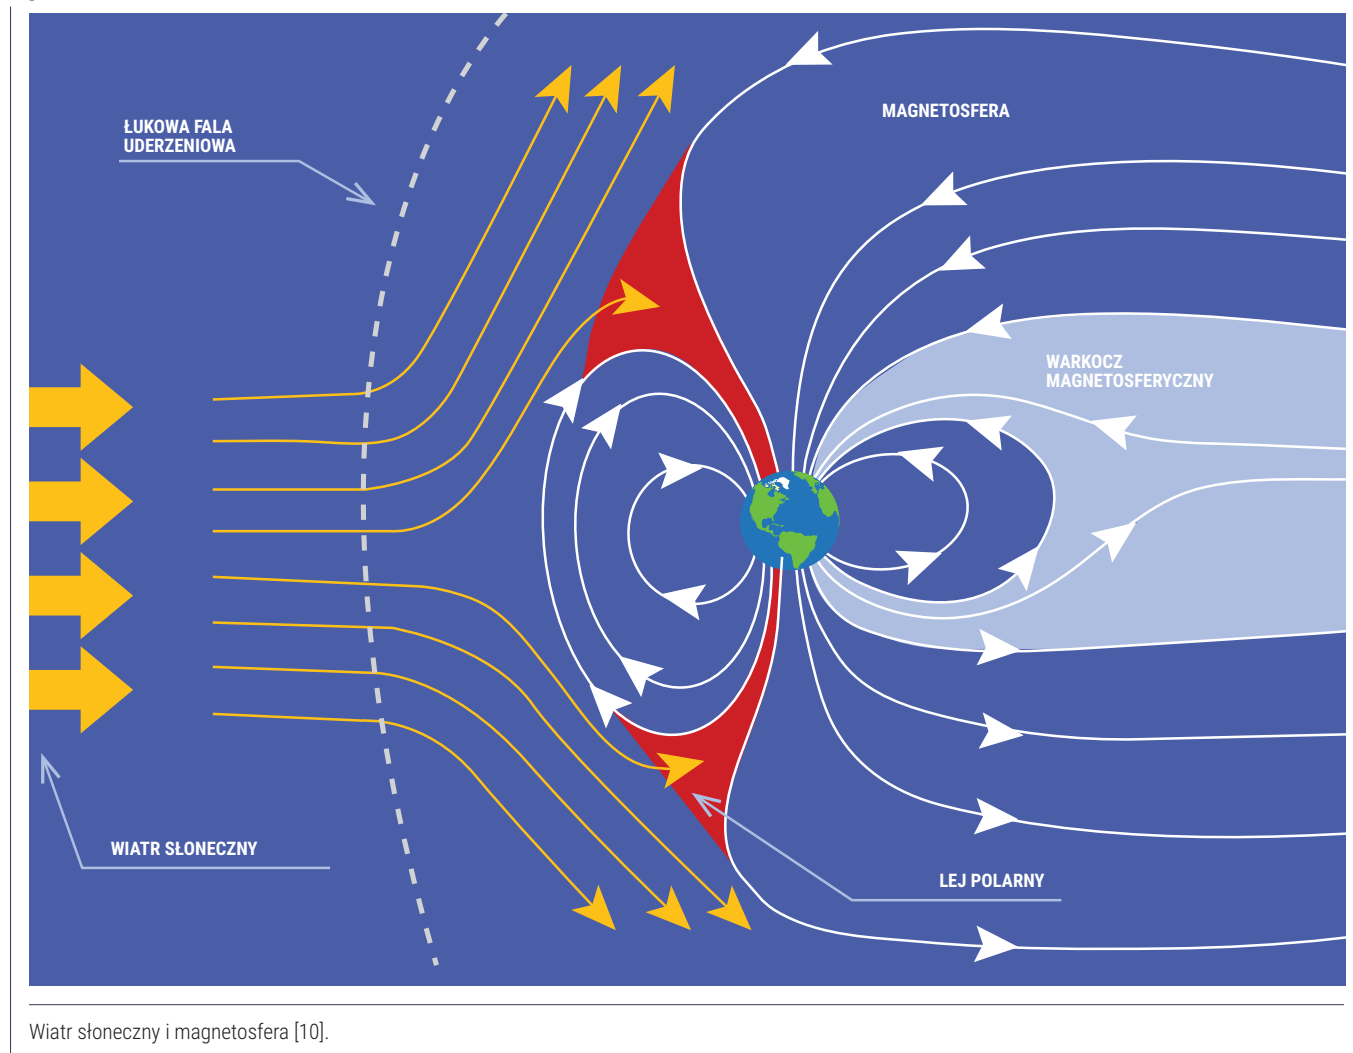 ŁUKOWA FALA
UDERZENIOWA
MAGNETOSFERA
WARKOCZ
MAGNETOSFERYCZNY
WIATR SŁONECZNY
LEJ POLARNY
Wiatr słoneczny i magnetosfera [10].